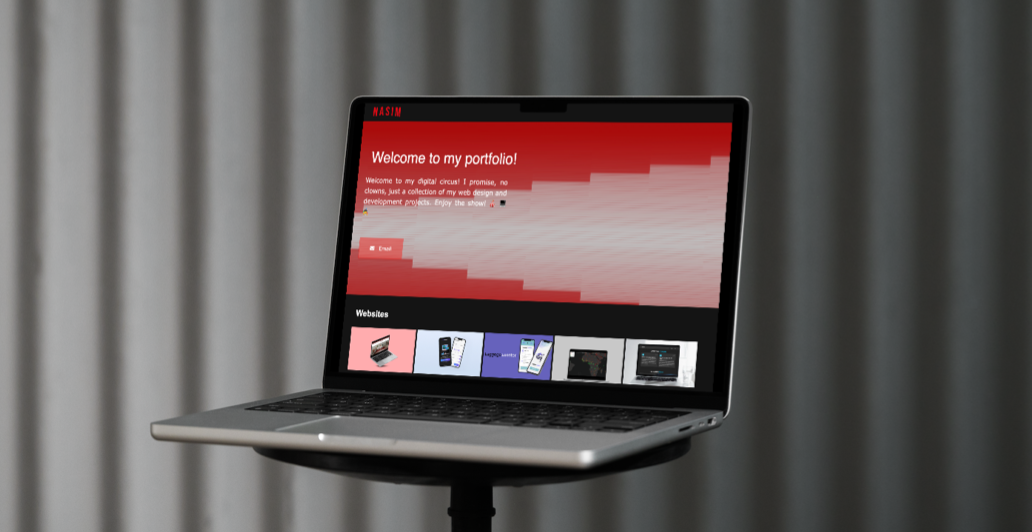 NASIM
Welcome to my portfolio!
Welcome to my digital circus! I promise, no
clowns, just a collection of my web design and
development projects. Enjoy the show!
Email
Websites